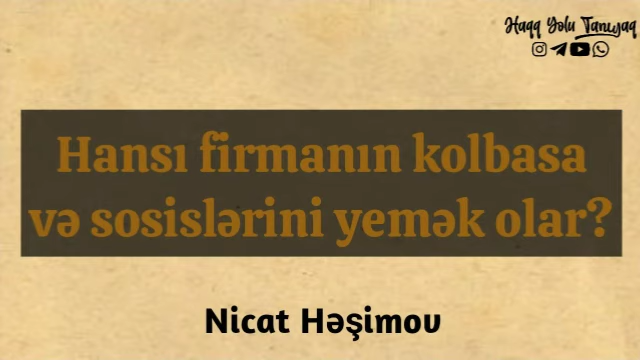 Haqq Yolu Tanıyaq
Hansı firmanın kolbasa
və sosislərini yemək olar?
Nicat Həşimov